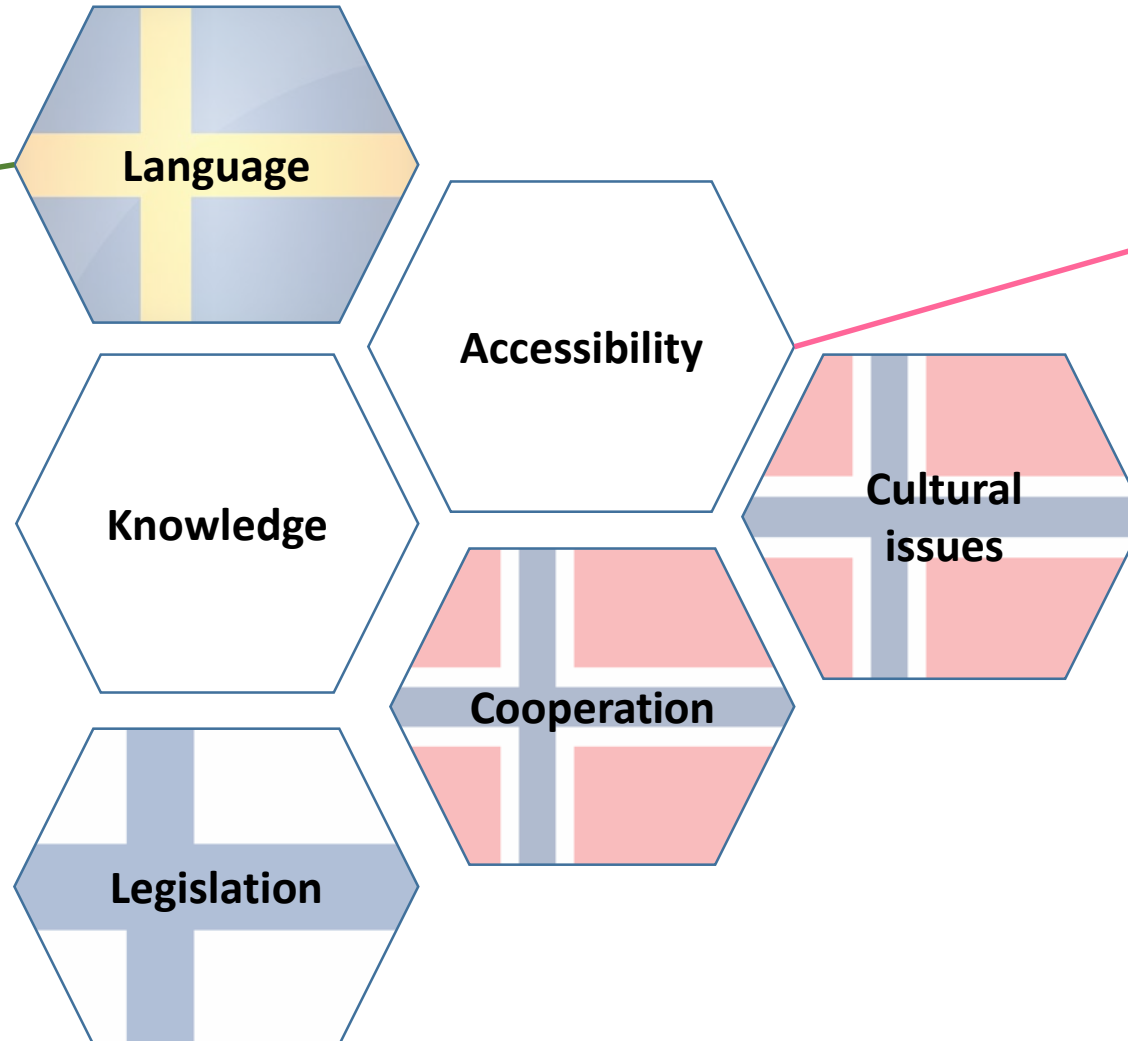 Language
Accessibility
Cultural
issues
Knowledge
Cooperation
Legislation